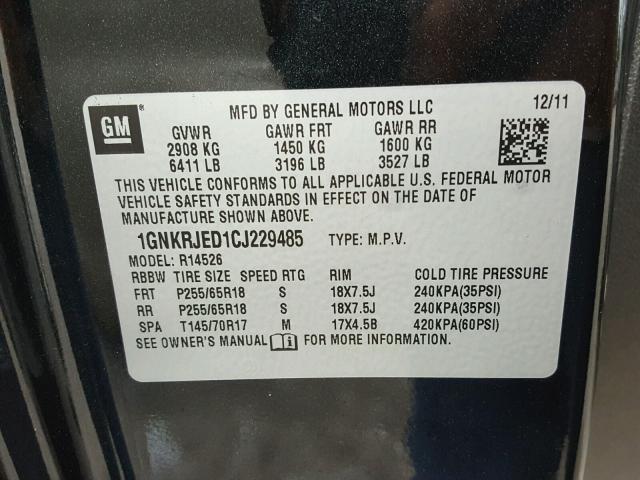 GM
MFD BY GENERAL MOTORS LLC 12/11
GVWR GAWR FRT GAWR RR
2908 KG 1450 KG 1600 KG
6411 LB 3196 LB 3527 LB
THIS VEHICLE CONFORMS TO ALL APPLICABLE U.S. FEDERAL MOTOR
VEHICLE SAFETY STANDARDS IN EFFECT ON THE DATE OF
MANUFACTURE SHOWN ABOVE.
1GNKRJED1CJ229485 TYPE: M.P.V.
MODEL: R14526
RBBW TIRE SIZE SPEED RTG RIM COLD TIRE PRESSURE
FRT P255/65R18 S 18X7.5J 240KPA(35PSI)
RR P255/65R18 S 18X7.5J 240KPA(35PSI)
SPA T145/70R17 M 17X4.5B 420KPA(60PSI)
SEE OWNER'S MANUAL FOR MORE INFORMATION.